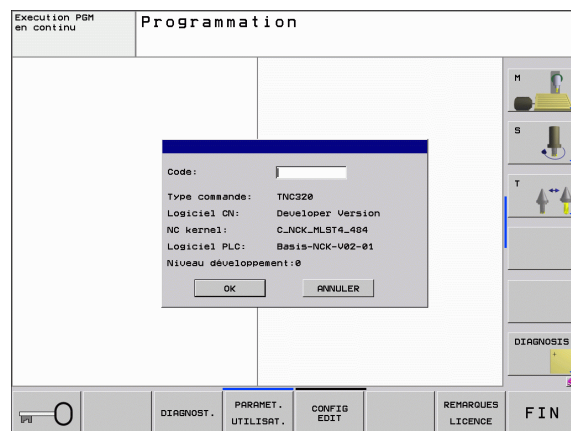 Execution PGM
en continu
Programmation
M
S
T
Code:
Type commande: TNC320
Logiciel CN: Developer Version
NC kernel: C_NCK_MLST4_484
Logiciel PLC: Basis-NCK-V02-01
Niveau développement:0
OK ANNULER
DIAGNOSIS
DIAGNOST.
PARAMET.
UTILISAT.
CONFIG
EDIT
REMARQUES
LICENCE
FIN